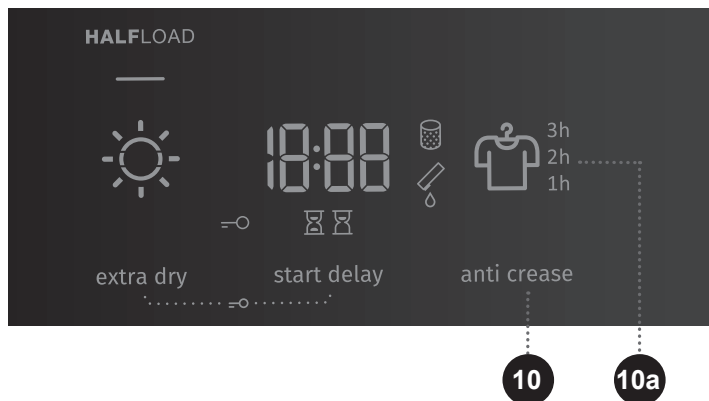 HALFLOAD
18:88
3h
2h
1h
extra dry
start delay
anti crease
10
10a